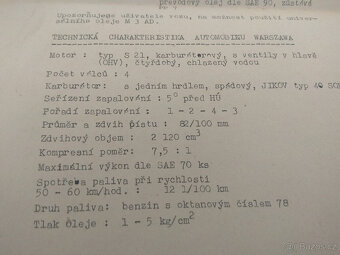 převodový olej dle SAE 90, zůstává
Upozorňujeme uživatele vozu, na možnost použití univer-
sálního oleje M 3 AD.
TECHNICKÁ CHARAKTERISTIKA AUTOMOBILU WARSZAWA
Motor: typ S 21, karburátorový, s ventily v hlavě
(OHV), čtyřdobý, chlazený vodou
Počet válců : 4
Karburátor: s jedním hrdlem, spádový, JIKOV typ 40 SOP
Seřízení zapalování : 5° před HÚ
Pořadí zapalování : 1 - 2 - 4 - 3
Průměr a zdvih pístu : 82/100 mm
Zdvihový objem : 2 120 cm3
Kompresní poměr: 7,5 : 1
Maximální výkon dle SAE 70 ks
Spotřeba paliva při rychlosti
50 - 60 km/hod. : 12 l/100 km
Druh paliva: benzin s oktanovým číslem 78
Tlak oleje : 1 - 5 kg/cm2